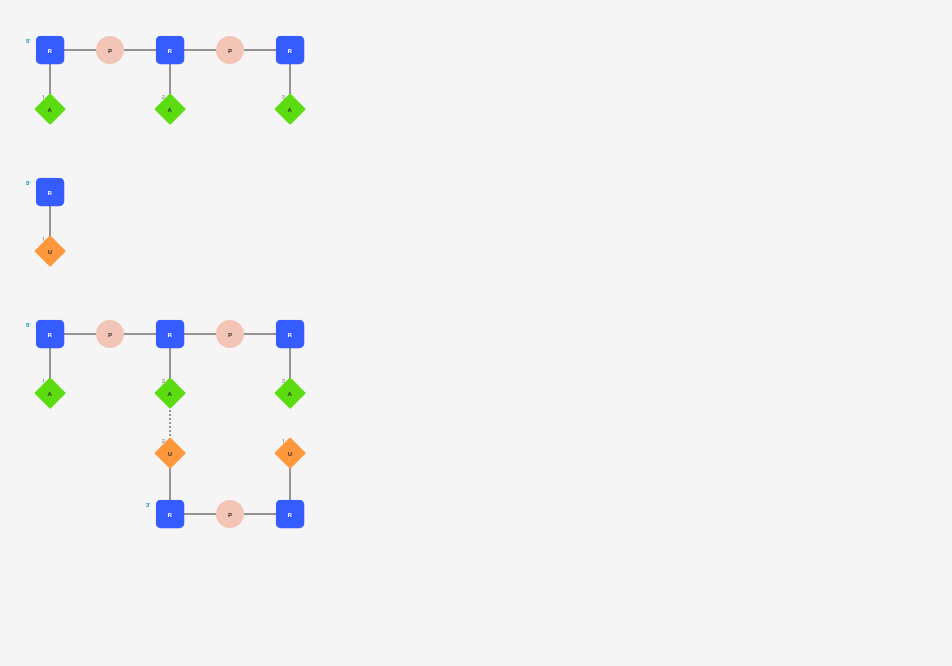 5' R P R P R
1 2 3
A A A
5' R
1
U
5' R P R P R
1 2 3
A A A
2 1
U U
3' R P R